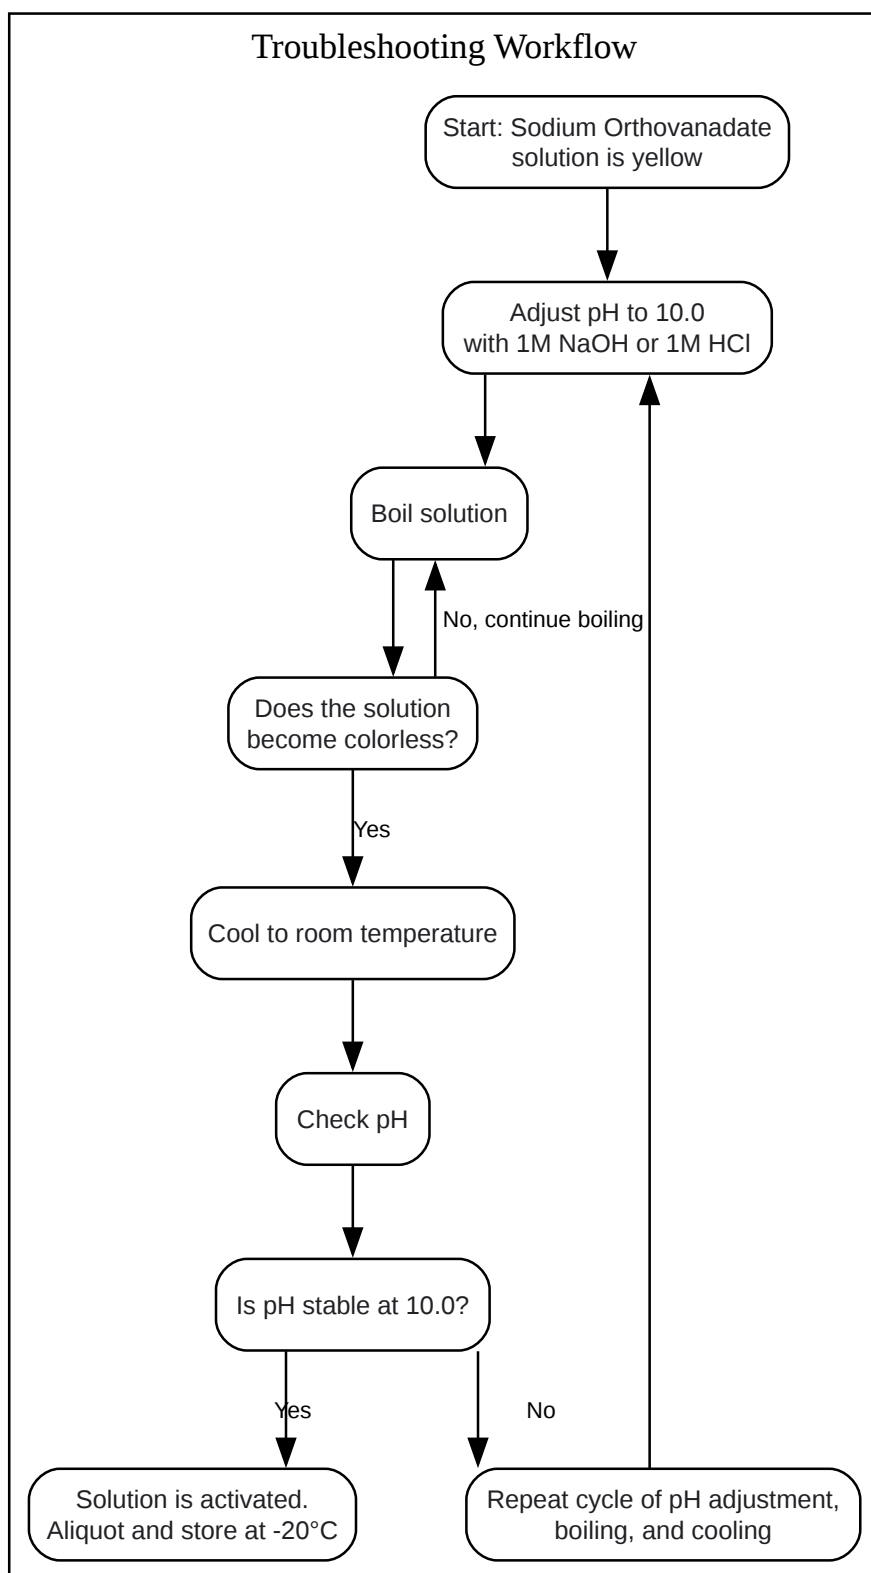 Troubleshooting Workflow
Start: Sodium Orthovanadate
solution is yellow
Adjust pH to 10.0
with 1M NaOH or 1M HCl
Boil solution
No, continue boiling
Does the solution
become colorless?
Yes
Cool to room temperature
Check pH
Is pH stable at 10.0?
Yes
No
Solution is activated.
Aliquot and store at -20°C
Repeat cycle of pH adjustment,
boiling, and cooling